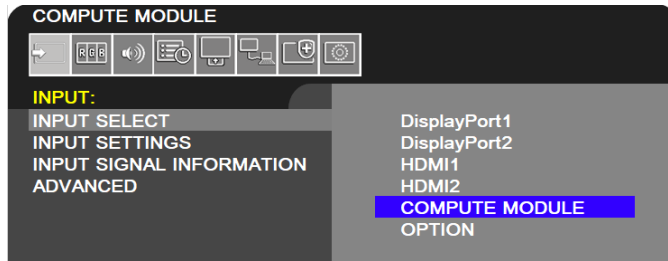 COMPUTE MODULE
RGB
INPUT:
INPUT SELECT
INPUT SETTINGS
INPUT SIGNAL INFORMATION
ADVANCED
DisplayPort1
DisplayPort2
HDMI1
HDMI2
COMPUTE MODULE
OPTION